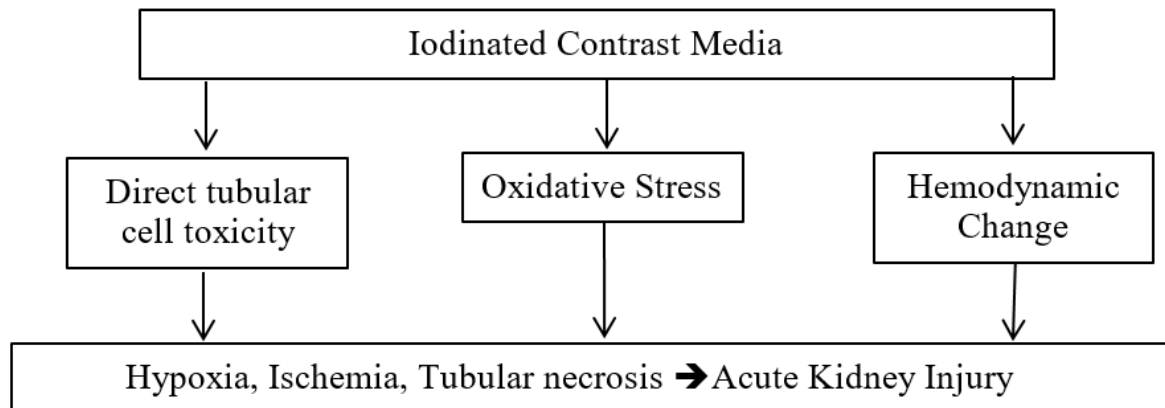 Iodinated Contrast Media
Direct tubular
cell toxicity
Oxidative Stress
Hemodynamic
Change
Hypoxia, Ischemia, Tubular necrosis 🡺Acute Kidney Injury